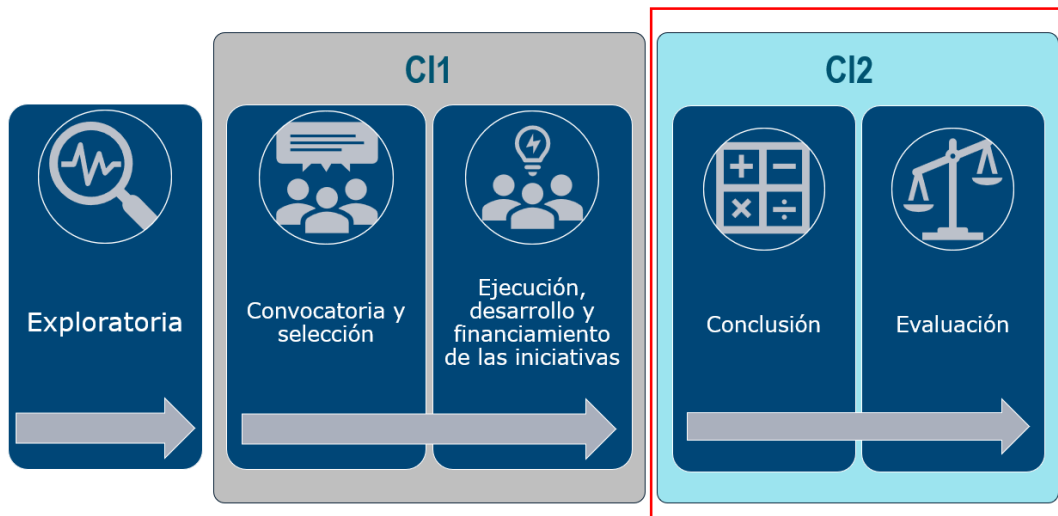 CI1
CI2
Exploratoria
Convocatoria y
selección
Ejecución,
desarrollo y
financiamiento
de las iniciativas
Conclusión
Evaluación